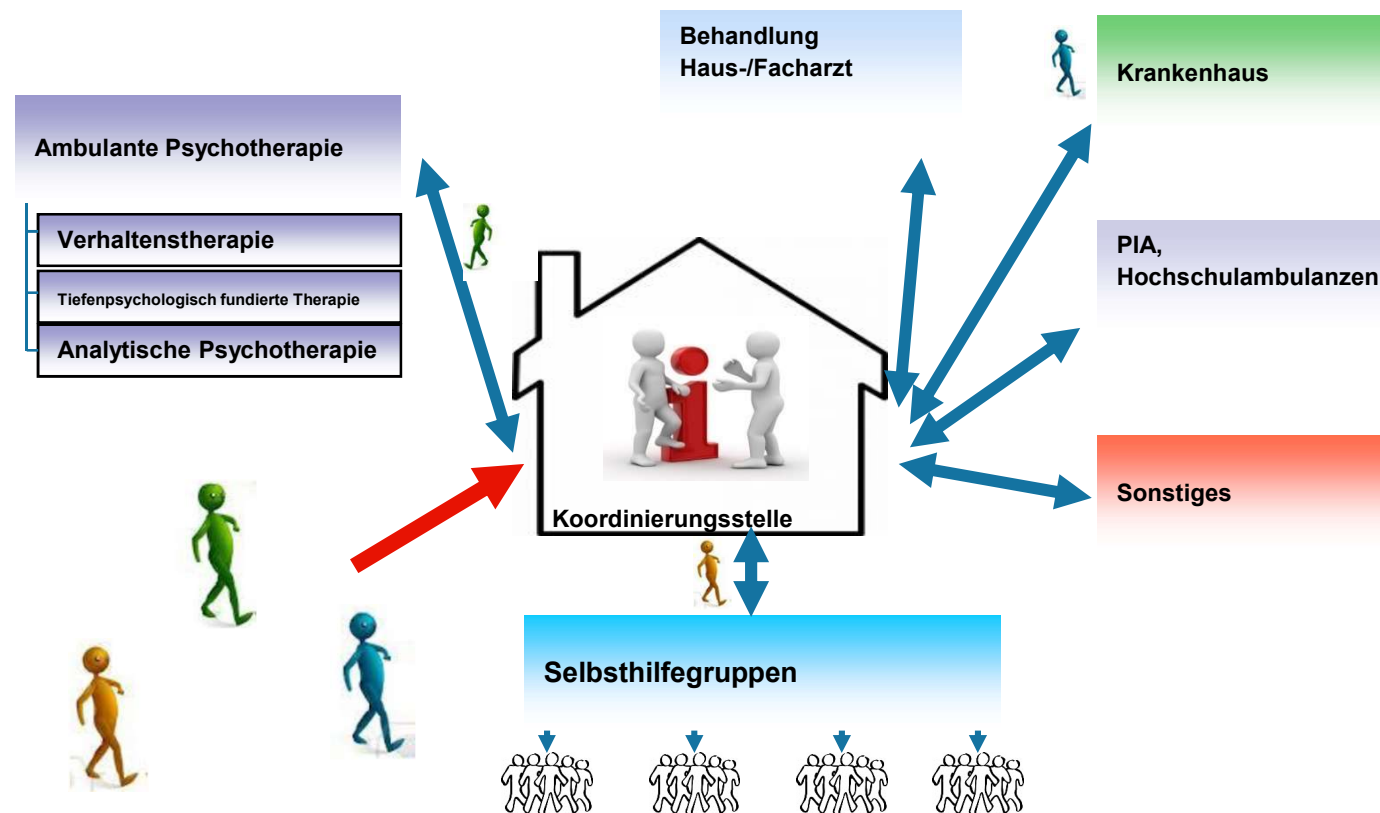 Behandlung
Haus-/Facharzt
Krankenhaus
Ambulante Psychotherapie
Verhaltenstherapie
Tiefenpsychologisch fundierte Therapie
Analytische Psychotherapie
PIA,
Hochschulambulanzen
Sonstiges
Koordinierungsstelle
Selbsthilfegruppen